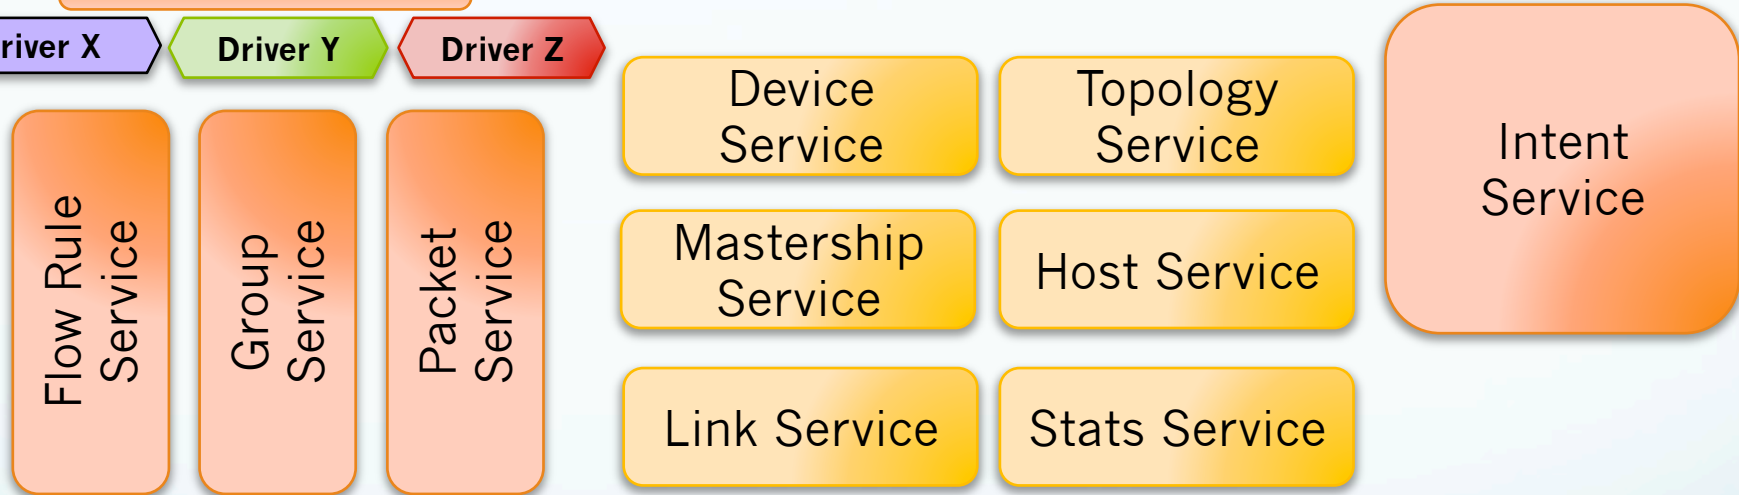 river X
Driver Y
Driver Z
Flow Rule
Service
Group
Service
Packet
Service
Device
Service
Topology
Service
Mastership
Service
Host Service
Link Service
Stats Service
Intent
Service